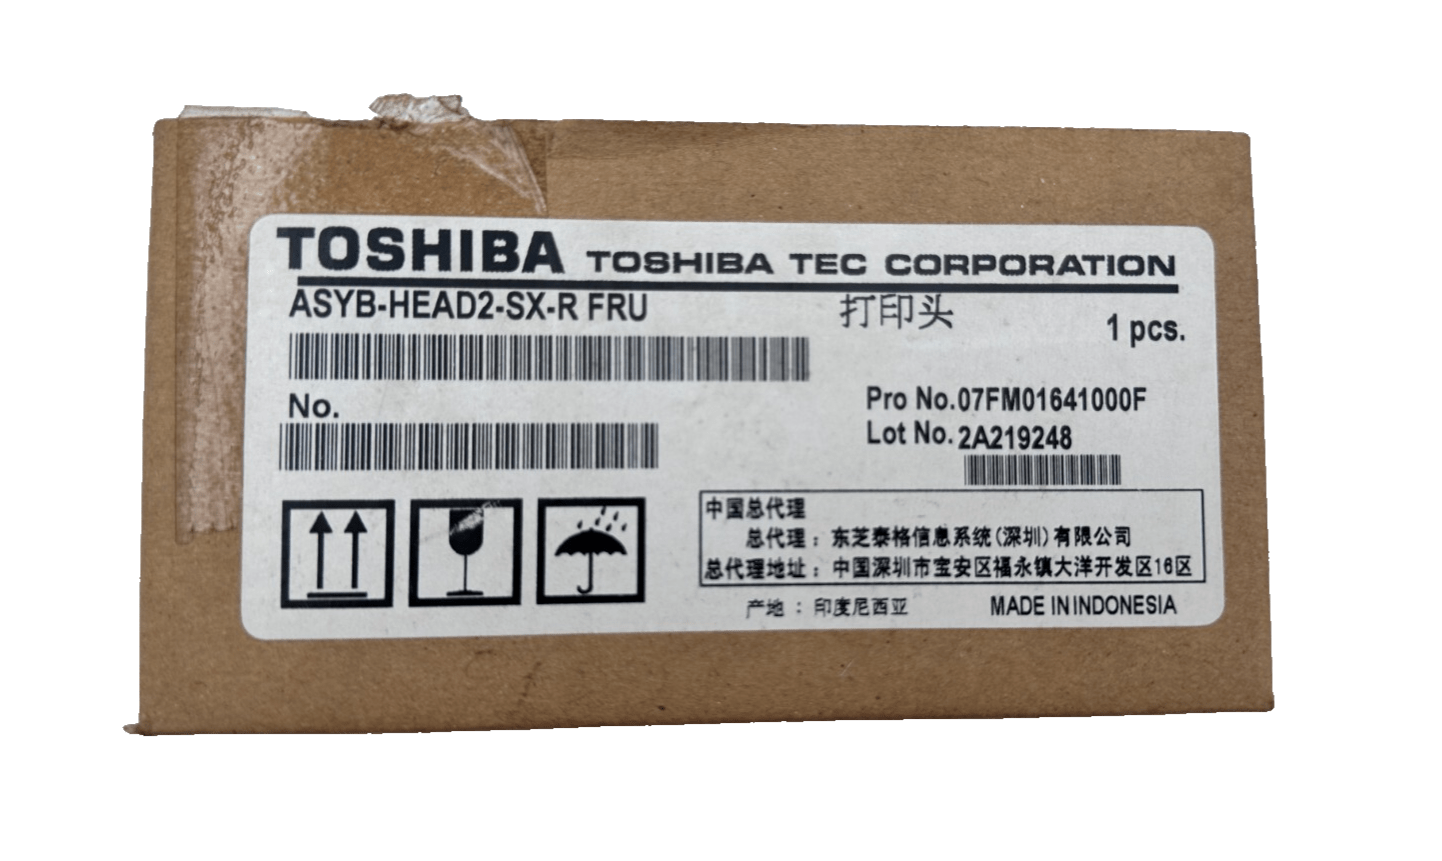 TOSHIBA TOSHIBA TEC CORPORATION
ASYB-HEAD2-SX-R FRU
打印头
1 pcs.
No.
Pro No.07FM01641000F
Lot No. 2A219248
中国总代理
总代理：东芝泰格信息系统(深圳)有限公司
总代理地址：中国深圳市宝安区福永镇大洋开发区16区
产地：印度尼西亚 MADE IN INDONESIA